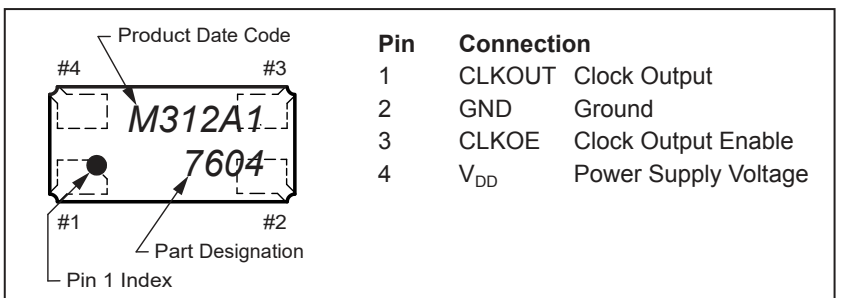 Product Date Code
#4
#3
M312A1
7604
#1
#2
Part Designation
Pin 1 Index
Pin Connection
1 CLKOUT Clock Output
2 GND Ground
3 CLKOE Clock Output Enable
4 VDD Power Supply Voltage